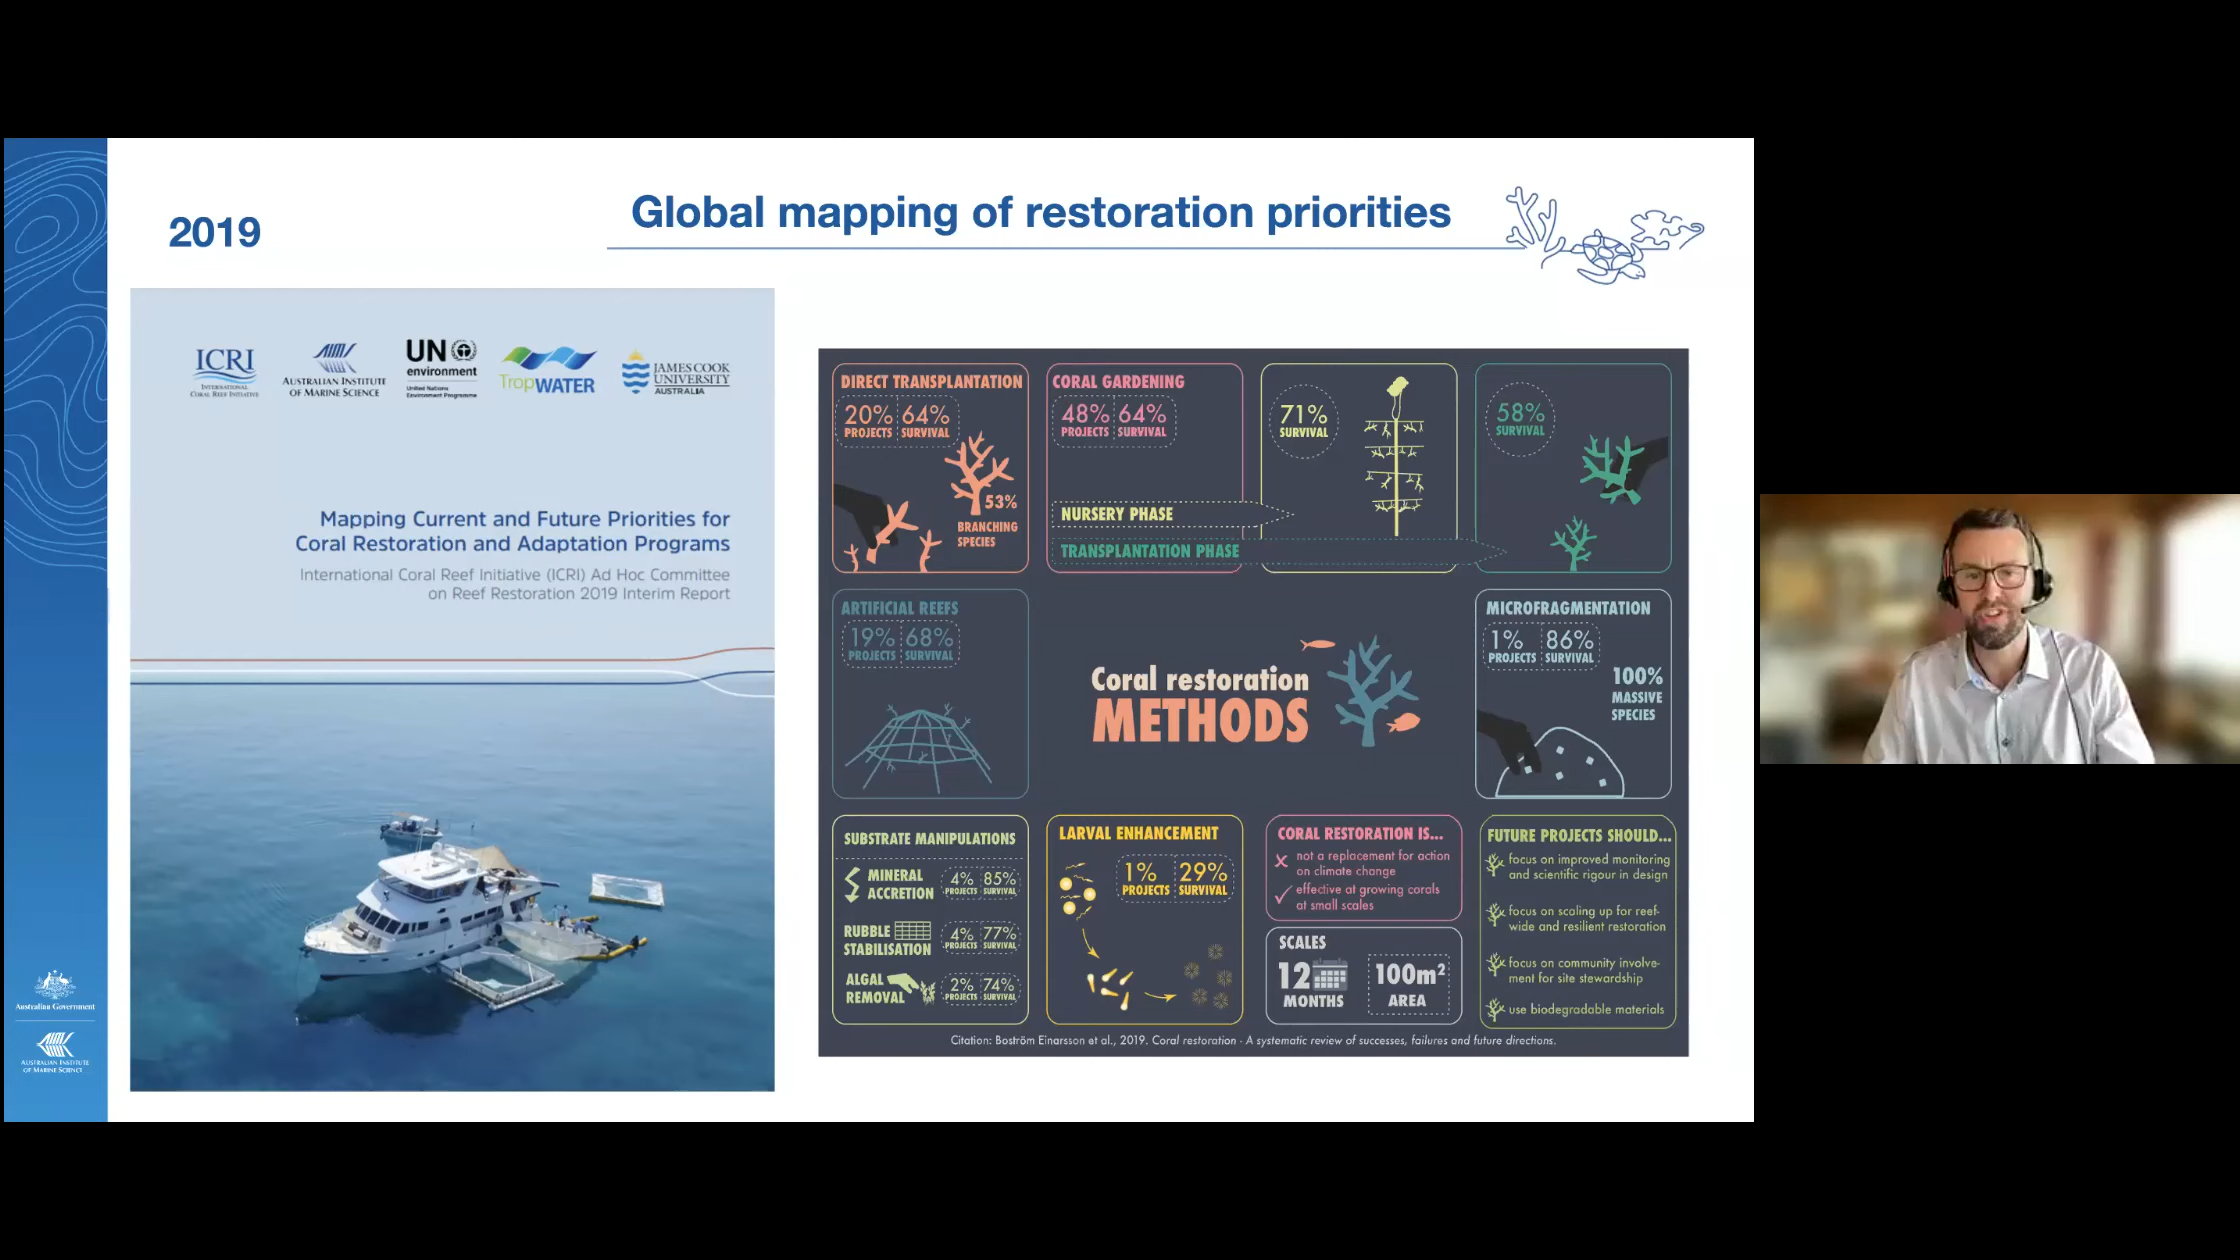 2019
Global mapping of restoration priorities
ICRI
INTERNATIONAL
CORAL REEF INITIATIVE
AIMS
AUSTRALIAN INSTITUTE
OF MARINE SCIENCE
UN
environment
United Nations
Environment Programme
TropWATER
JAMES COOK
UNIVERSITY
AUSTRALIA
Mapping Current and Future Priorities for
Coral Restoration and Adaptation Programs
International Coral Reef Initiative (ICRI) Ad Hoc Committee
on Reef Restoration 2019 Interim Report
Australian Government
AIMS
AUSTRALIAN INSTITUTE
OF MARINE SCIENCE
DIRECT TRANSPLANTATION
20% 64%
PROJECTS SURVIVAL
53%
BRANCHING
SPECIES
CORAL GARDENING
48% 64%
PROJECTS SURVIVAL
NURSERY PHASE
TRANSPLANTATION PHASE
71%
SURVIVAL
58%
SURVIVAL
ARTIFICIAL REEFS
19% 68%
PROJECTS SURVIVAL
Coral restoration
METHODS
MICROFRAGMENTATION
1% 86%
PROJECTS SURVIVAL
100%
MASSIVE
SPECIES
SUBSTRATE MANIPULATIONS
MINERAL
ACCRETION
4% 85%
PROJECTS SURVIVAL
RUBBLE
STABILISATION
4% 77%
PROJECTS SURVIVAL
ALGAL
REMOVAL
2% 74%
PROJECTS SURVIVAL
LARVAL ENHANCEMENT
1% 29%
PROJECTS SURVIVAL
CORAL RESTORATION IS...
not a replacement for action
on climate change
effective at growing corals
at small scales
SCALES
12
MONTHS
100m²
AREA
FUTURE PROJECTS SHOULD...
focus on improved monitoring
and scientific rigour in design
focus on scaling up for reef-
wide and resilient restoration
focus on community involve-
ment for site stewardship
use biodegradable materials
Citation: Boström Einarsson et al., 2019. Coral restoration - A systematic review of successes, failures and future directions.